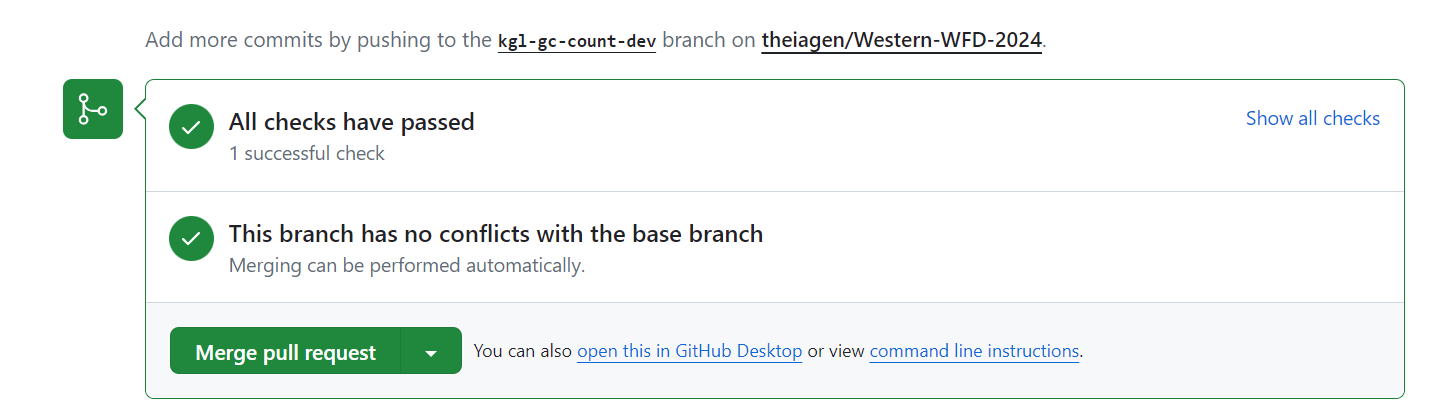 Add more commits by pushing to the kgl-gc-count-dev branch on theiagen/Western-WFD-2024.
All checks have passed
Show all checks
1 successful check
This branch has no conflicts with the base branch
Merging can be performed automatically.
Merge pull request
You can also open this in GitHub Desktop or view command line instructions.